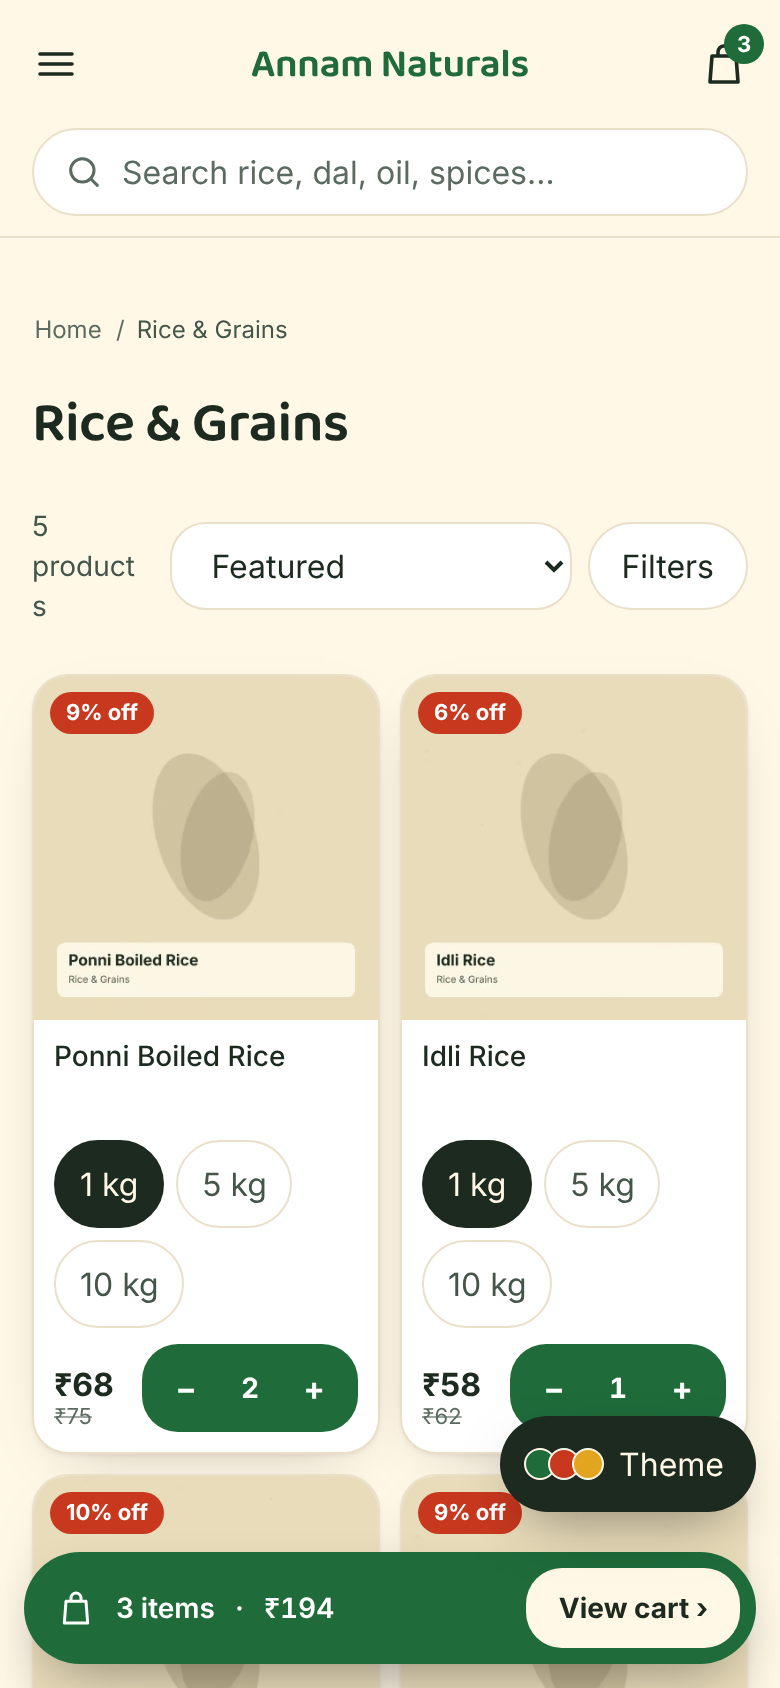 Annam Naturals
3
Search rice, dal, oil, spices...
Home / Rice & Grains
Rice & Grains
5
product
s
Featured
Filters
9% off
Ponni Boiled Rice
Rice & Grains
Ponni Boiled Rice
1 kg
5 kg
10 kg
₹68
₹75
− 2 +
6% off
Idli Rice
Rice & Grains
Idli Rice
1 kg
5 kg
10 kg
₹58
₹62
− 1 +
Theme
10% off
9% off
3 items · ₹194
View cart ›